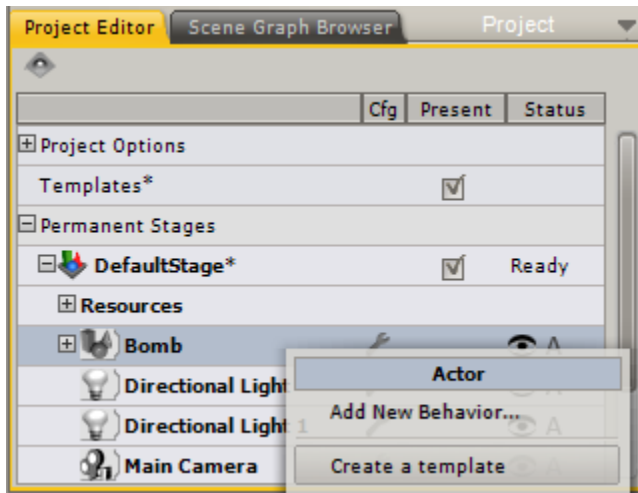 Project Editor Scene Graph Browser Project
Cfg Present Status
Project Options
Templates*
Permanent Stages
DefaultStage* Ready
Resources
Bomb A
Actor
Directional Light
Add New Behavior...
Directional Light 1 A
Main Camera
Create a template